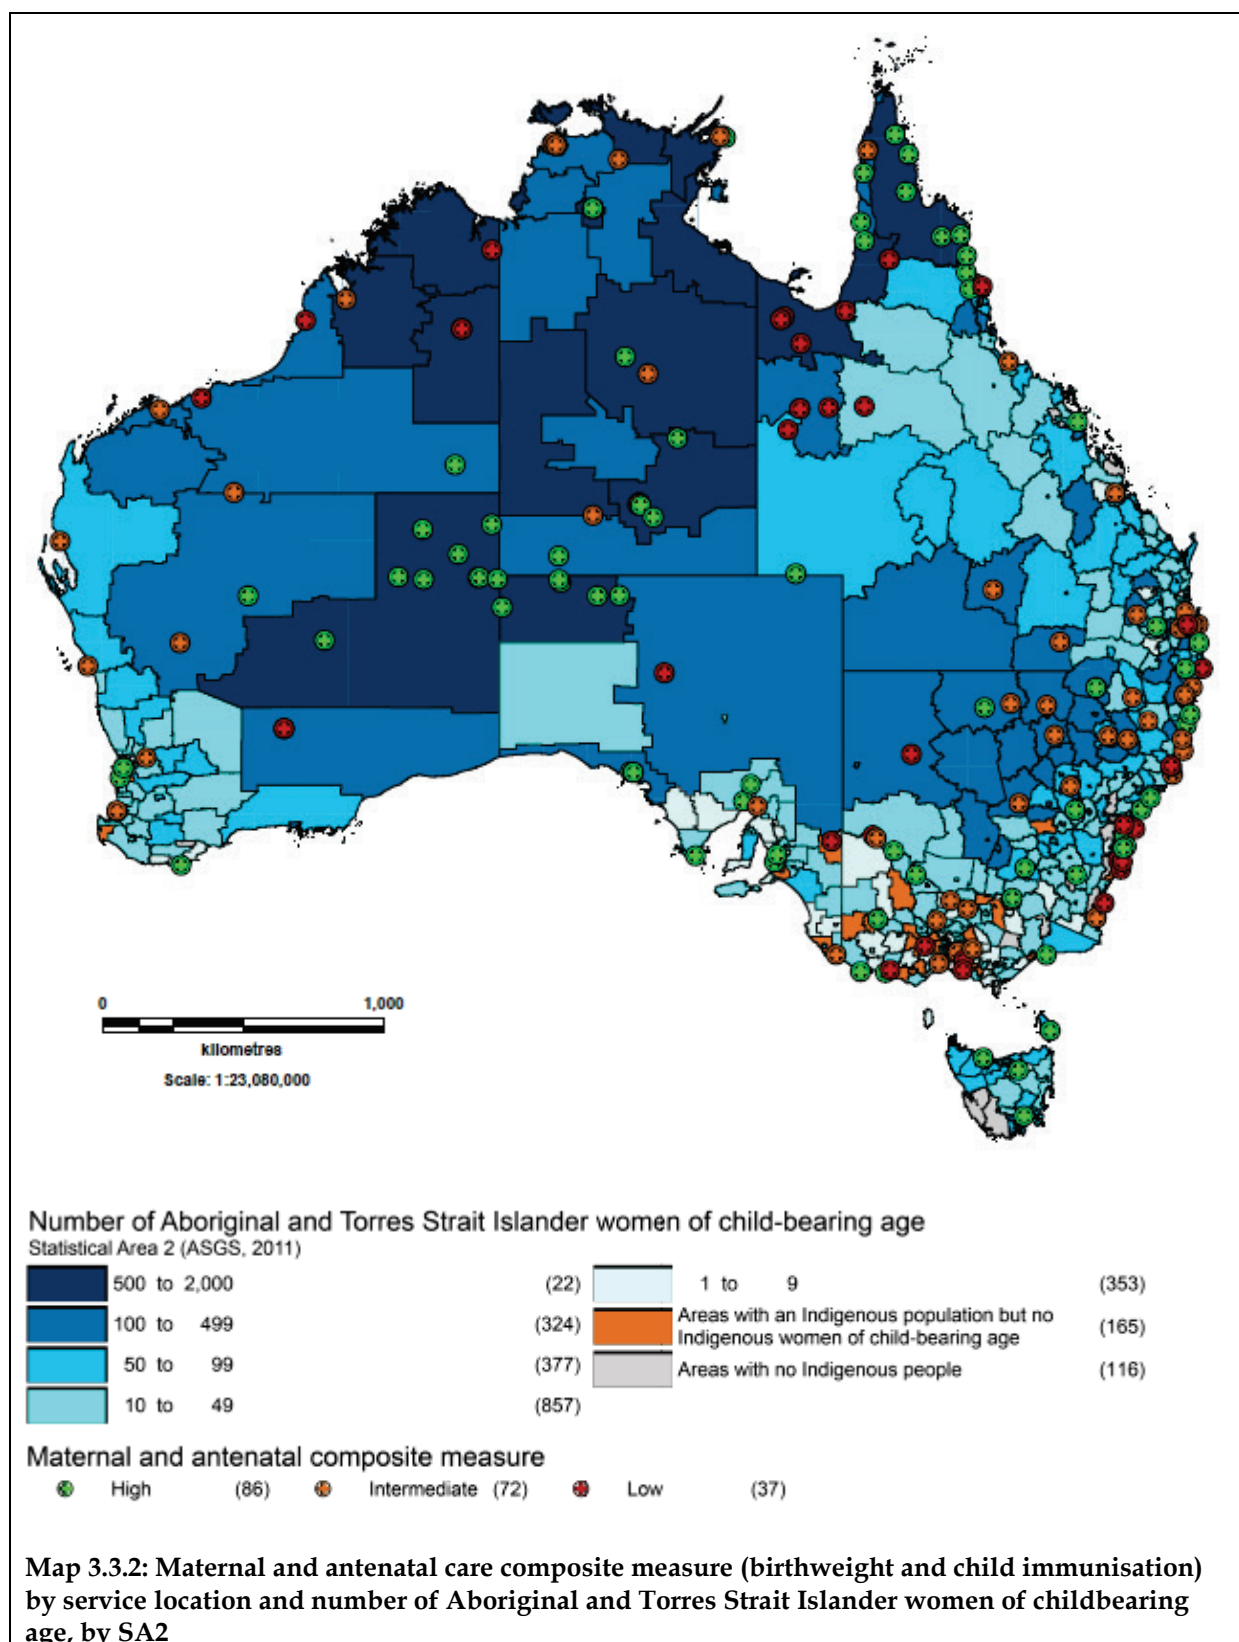 0 1,000
kilometres
Scale: 1:23,080,000
Number of Aboriginal and Torres Strait Islander women of child-bearing age
Statistical Area 2 (ASGS, 2011)
500 to 2,000 (22)
100 to 499 (324)
50 to 99 (377)
10 to 49 (857)
1 to 9 (353)
Areas with an Indigenous population but no
Indigenous women of child-bearing age (165)
Areas with no Indigenous people (116)
Maternal and antenatal composite measure
High (86) Intermediate (72) Low (37)
Map 3.3.2: Maternal and antenatal care composite measure (birthweight and child immunisation)
by service location and number of Aboriginal and Torres Strait Islander women of childbearing
age, by SA2